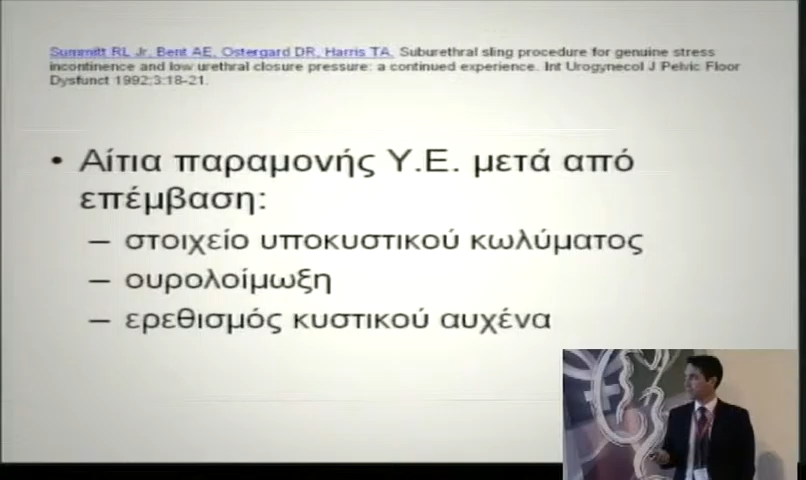 Summitt RL Jr, Bent AE, Ostergard DR, Harris TA. Suburethral sling procedure for genuine stress
incontinence and low urethral closure pressure: a continued experience. Int Urogynecol J Pelvic Floor
Dysfunct 1992;3:18-21.
• Αίτια παραμονής Υ.Ε. μετά από
επέμβαση:
– στοιχείο υποκυστικού κωλύματος
– ουρολοίμωξη
– ερεθισμός κυστικού αυχένα